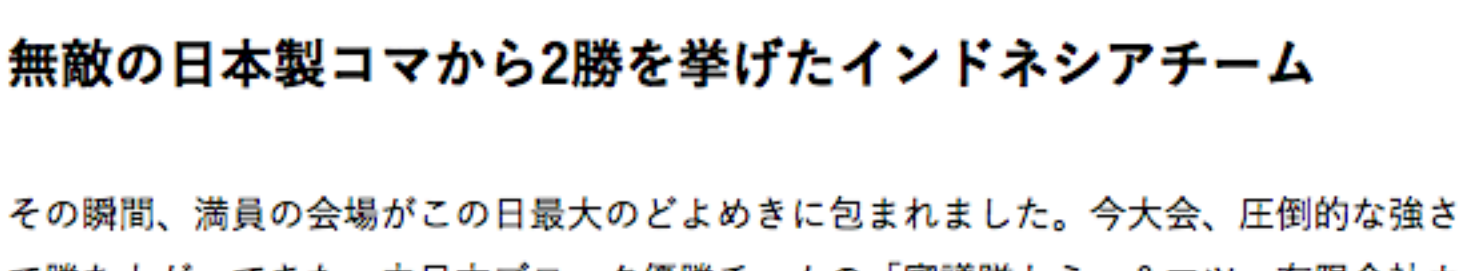 無敵の日本製コマから2勝を挙げたインドネシアチーム
その瞬間、満員の会場がこの日最大のどよめきに包まれました。今大会、圧倒的な強さ